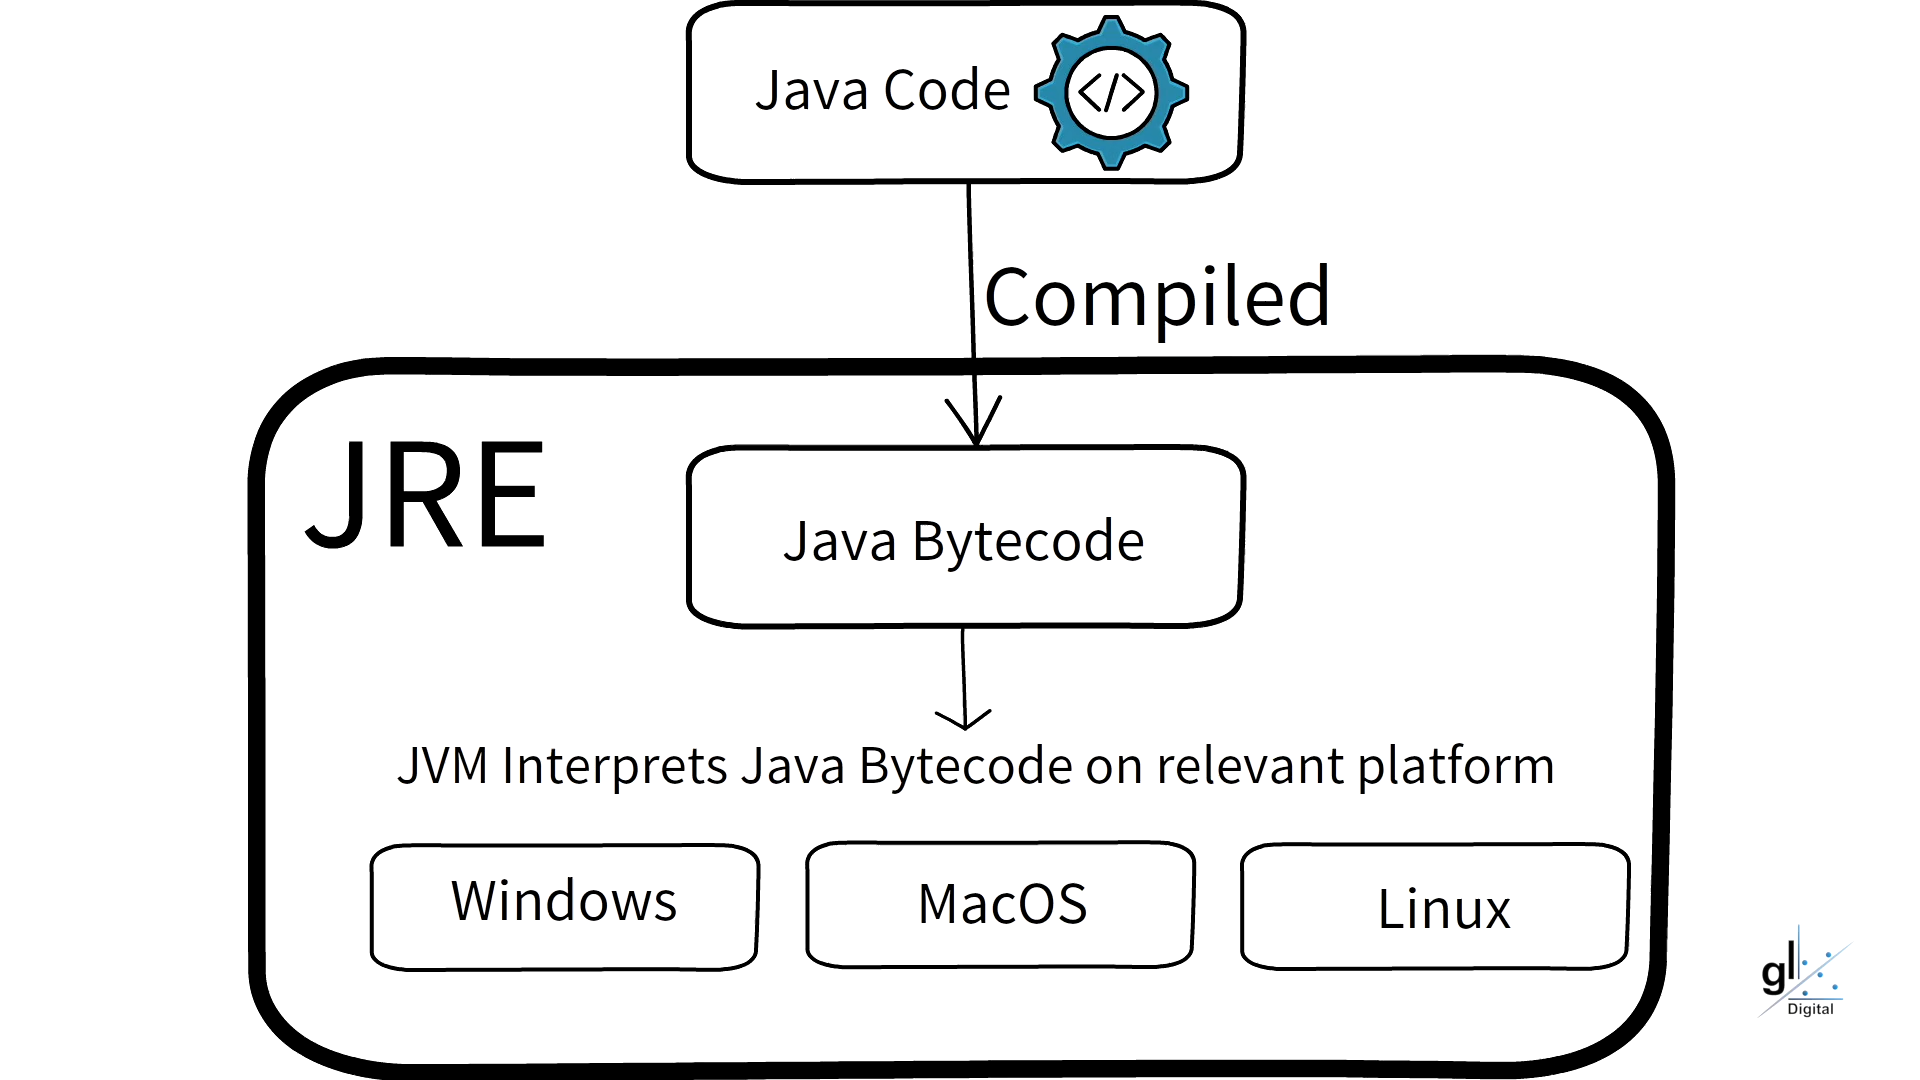 Java Code </>
Compiled
JRE
Java Bytecode
JVM Interprets Java Bytecode on relevant platform
Windows
MacOS
Linux
gl
Digital